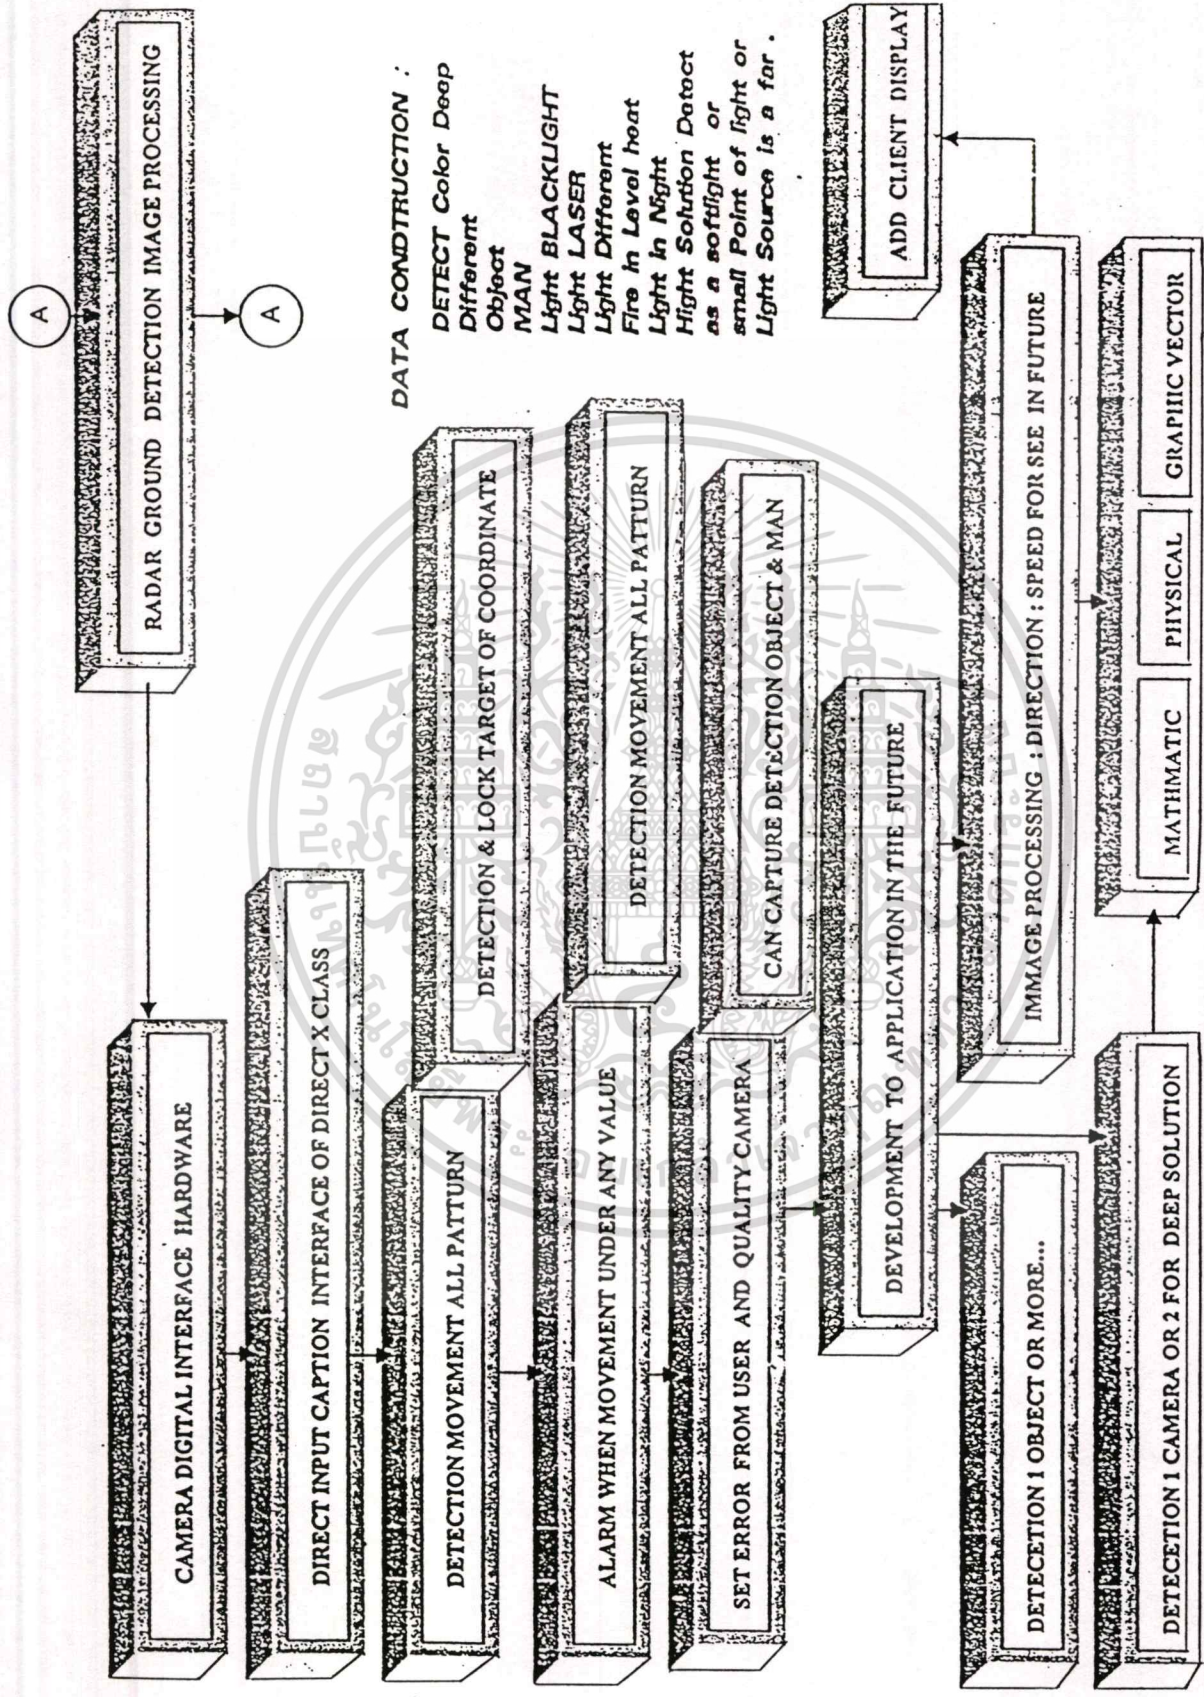 A
RADAR GROUND DETECTION IMAGE PROCESSING
A
CAMERA DIGITAL INTERFACE HARDWARE
DIRECT INPUT CAPTION INTERFACE OF DIRECT X CLASS
DETECTION MOVEMENT ALL PATTURN
DETECTION & LOCK TARGET OF COORDINATE
ALARM WHEN MOVEMENT UNDER ANY VALUE
DETECTION MOVEMENT ALL PATTURN
SET ERROR FROM USER AND QUALITY CAMERA
CAN CAPTURE DETECTION OBJECT & MAN
DATA CONDTRUCTION :
DETECT Color Deep
Different
Object
MAN
Light BLACKLIGHT
Light LASER
Light Different
Fire in Level heat
Light in Night
Hight Solution Datect
as a softlight or
small Point of light or
Light Source is a far .
DEVELOPMENT TO APPLICATION IN THE FUTURE
DETECETION 1 OBJECT OR MORE...
IMMAGE PROCESSING : DIRECTION : SPEED FOR SEE IN FUTURE
ADD CLIENT DISPLAY
DETECETION 1 CAMERA OR 2 FOR DEEP SOLUTION
MATHMATIC
PHYSICAL
GRAPHIC VECTOR